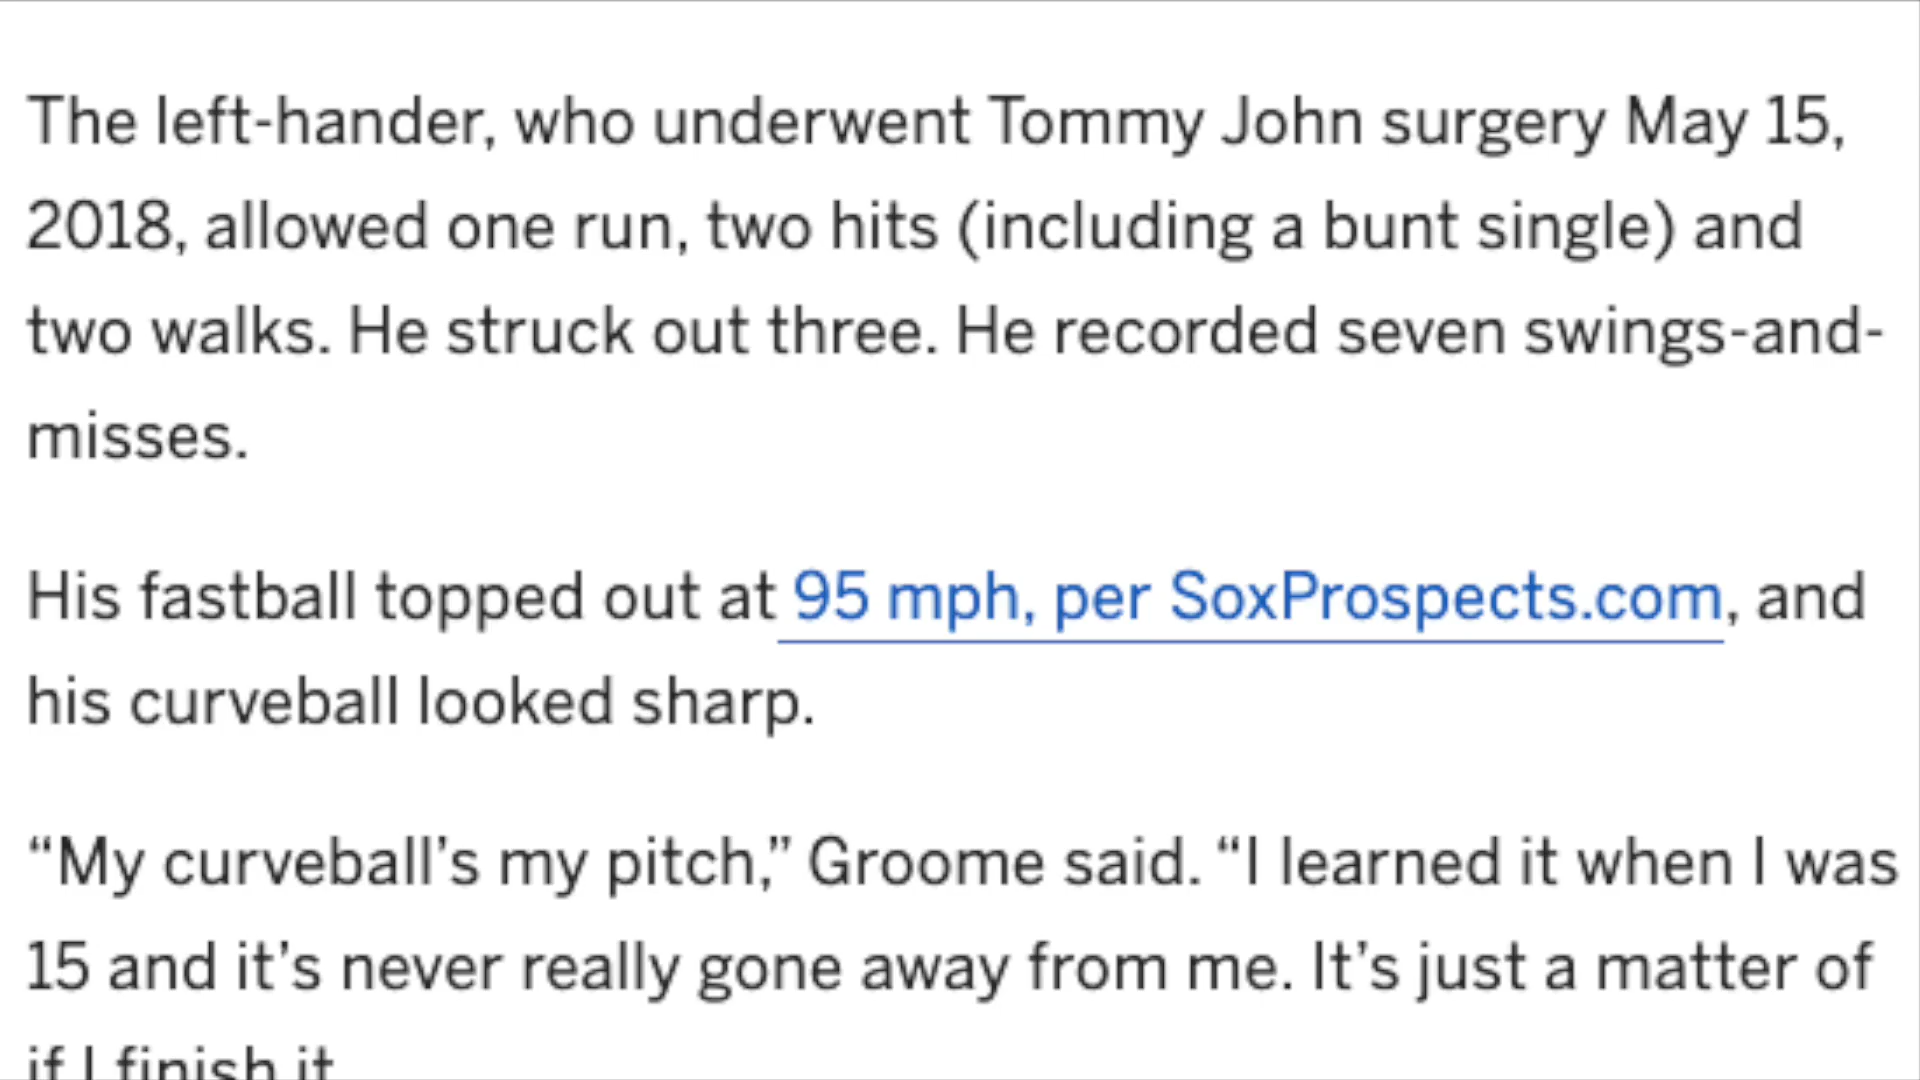 The left-hander, who underwent Tommy John surgery May 15,
2018, allowed one run, two hits (including a bunt single) and
two walks. He struck out three. He recorded seven swings-and-
misses.
His fastball topped out at 95 mph, per SoxProspects.com, and
his curveball looked sharp.
“My curveball’s my pitch,” Groome said. “I learned it when I was
15 and it’s never really gone away from me. It’s just a matter of
if I finish it